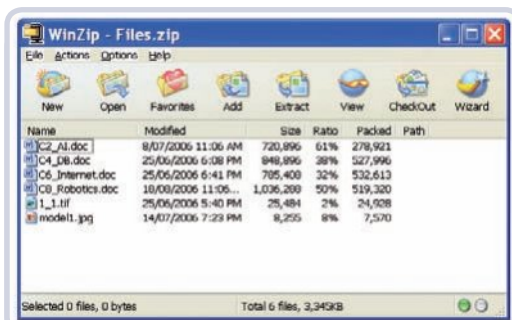 WinZip - Files.zip
File Actions Options Help
New Open Favorites Add Extract View CheckOut Wizard
Name Modified Size Ratio Packed Path
C2_AI.doc 8/07/2006 11:06 AM 720,896 61% 278,921
C4_DB.doc 25/06/2006 6:08 PM 848,896 38% 527,996
C6_Internet.doc 25/06/2006 6:41 PM 785,408 32% 532,613
C8_Robotics.doc 18/08/2006 11:06... 1,036,288 50% 519,320
1_1.tif 25/06/2006 5:40 PM 25,484 2% 24,928
model1.jpg 14/07/2006 7:23 PM 8,255 8% 7,570
Selected 0 files, 0 bytes Total 6 files, 3,345KB